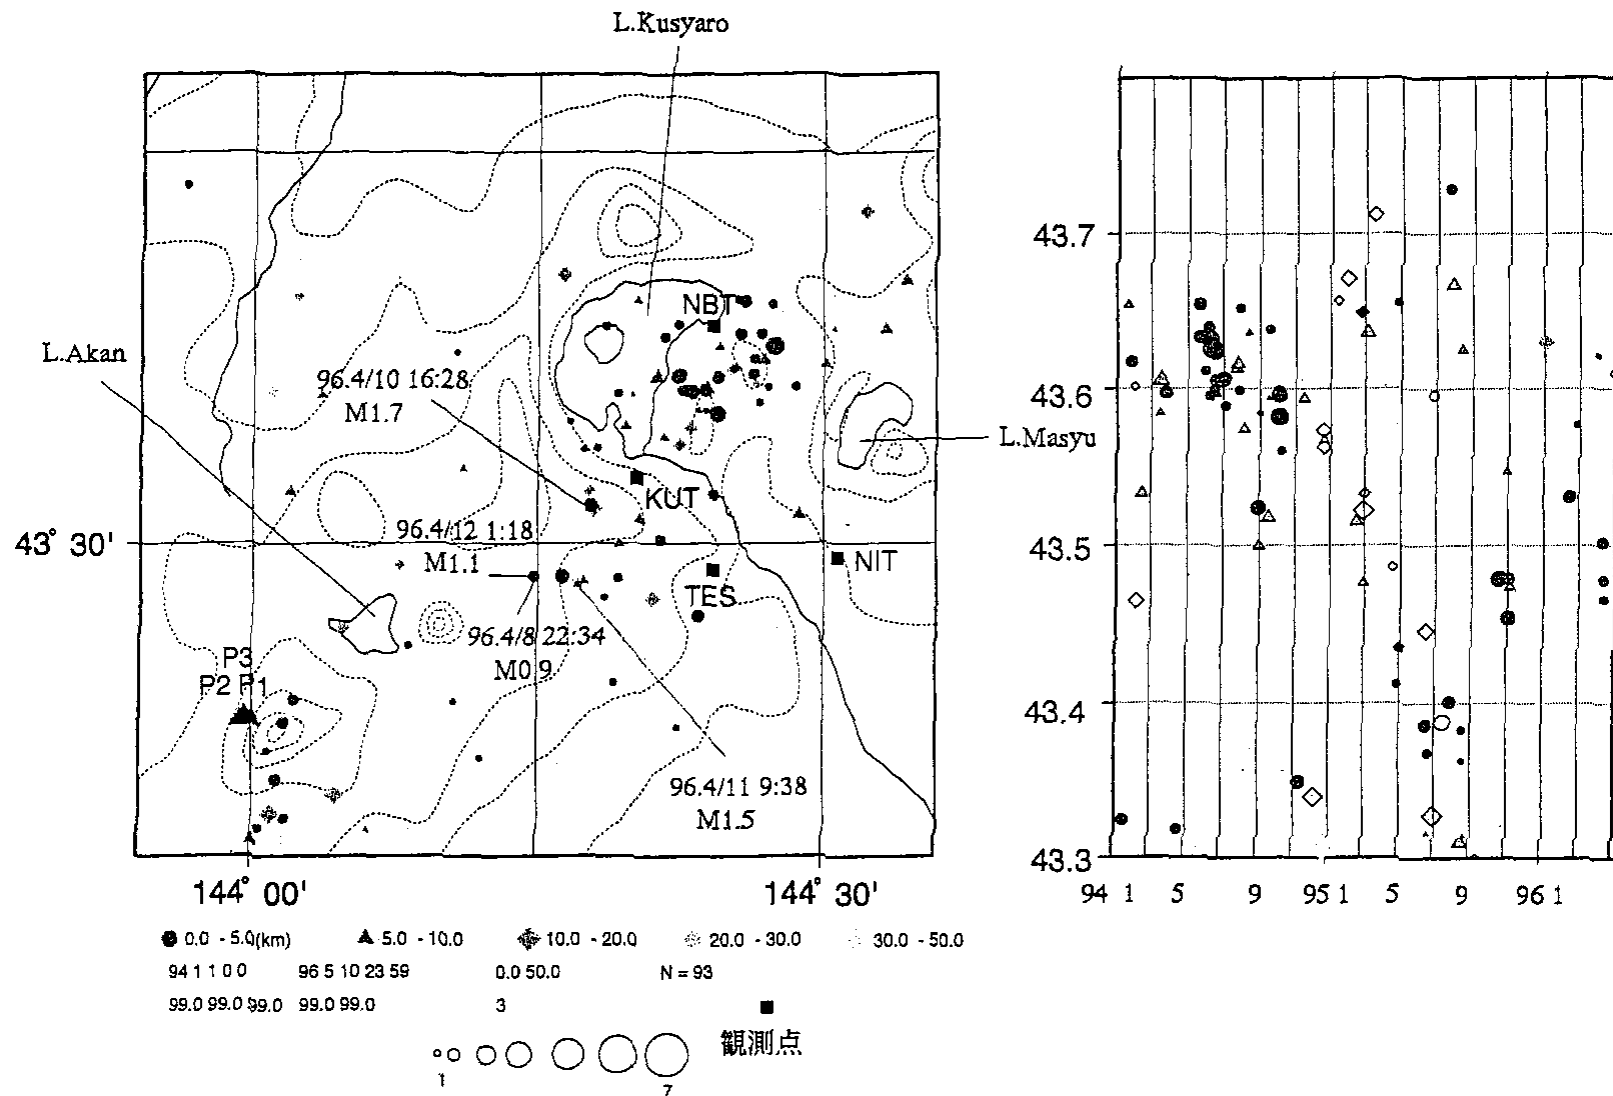 L.Kusyaro
NBT
L.Akan
96.4/10 16:28
M1.7
L.Masyu
KUT
96.4/12 1:18
M1.1
43° 30'
NIT
TES
96.4/8 22:34
M0.9
P3
P2 P1
96.4/11 9:38
M1.5
144° 00'
144° 30'
43.7
43.6
43.5
43.4
43.3
94 1 5 9 95 1 5 9 96 1
0.0 - 5.0(km) 5.0 - 10.0 10.0 - 20.0 20.0 - 30.0 30.0 - 50.0
94 1 1 0 0 96 5 10 23 59 0.0 50.0 N = 93
99.0 99.0 99.0 99.0 99.0 3
観測点
1 7